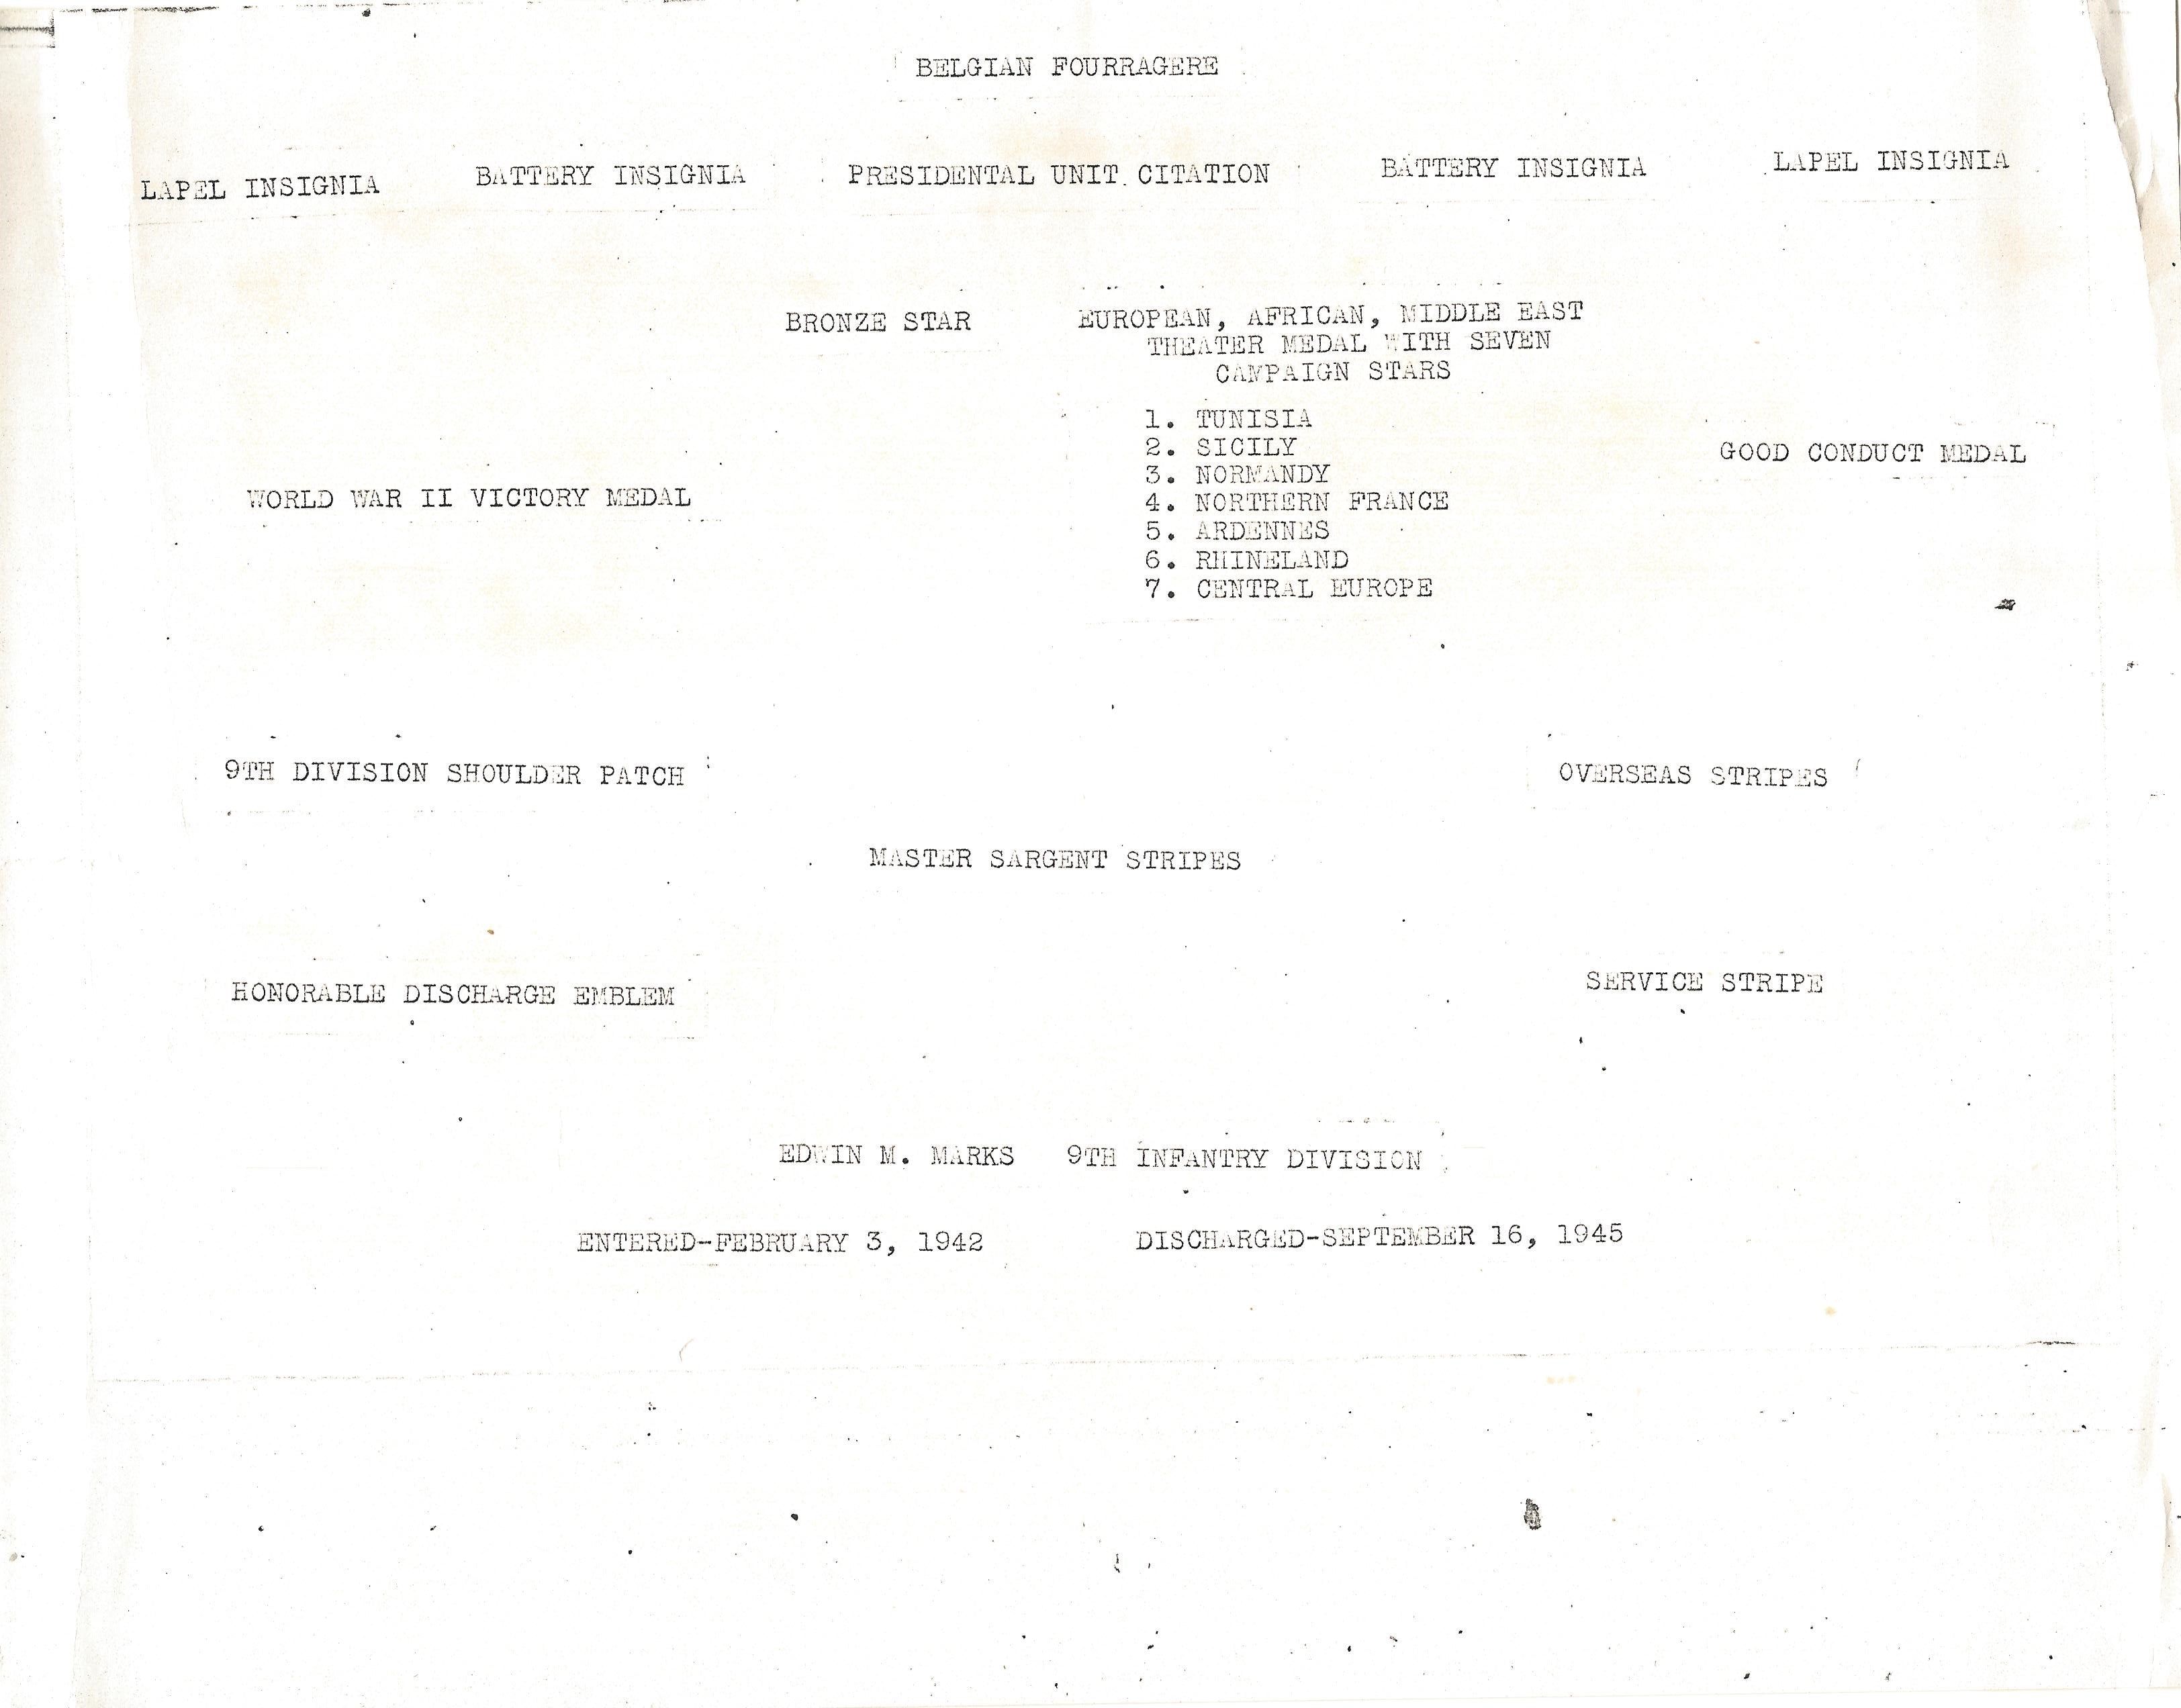 BELGIAN FOURRAGERE
LAPEL INSIGNIA
BATTERY INSIGNIA
PRESIDENTAL UNIT CITATION
BATTERY INSIGNIA
LAPEL INSIGNIA
BRONZE STAR
EUROPEAN, AFRICAN, MIDDLE EAST
THEATER MEDAL WITH SEVEN
CAMPAIGN STARS
1. TUNISIA
2. SICILY
3. NORMANDY
4. NORTHERN FRANCE
5. ARDENNES
6. RHINELAND
7. CENTRAL EUROPE
GOOD CONDUCT MEDAL
WORLD WAR II VICTORY MEDAL
9TH DIVISION SHOULDER PATCH
OVERSEAS STRIPES
MASTER SARGENT STRIPES
HONORABLE DISCHARGE EMBLEM
SERVICE STRIPE
EDWIN M. MARKS 9TH INFANTRY DIVISION
ENTERED-FEBRUARY 3, 1942
DISCHARGED-SEPTEMBER 16, 1945